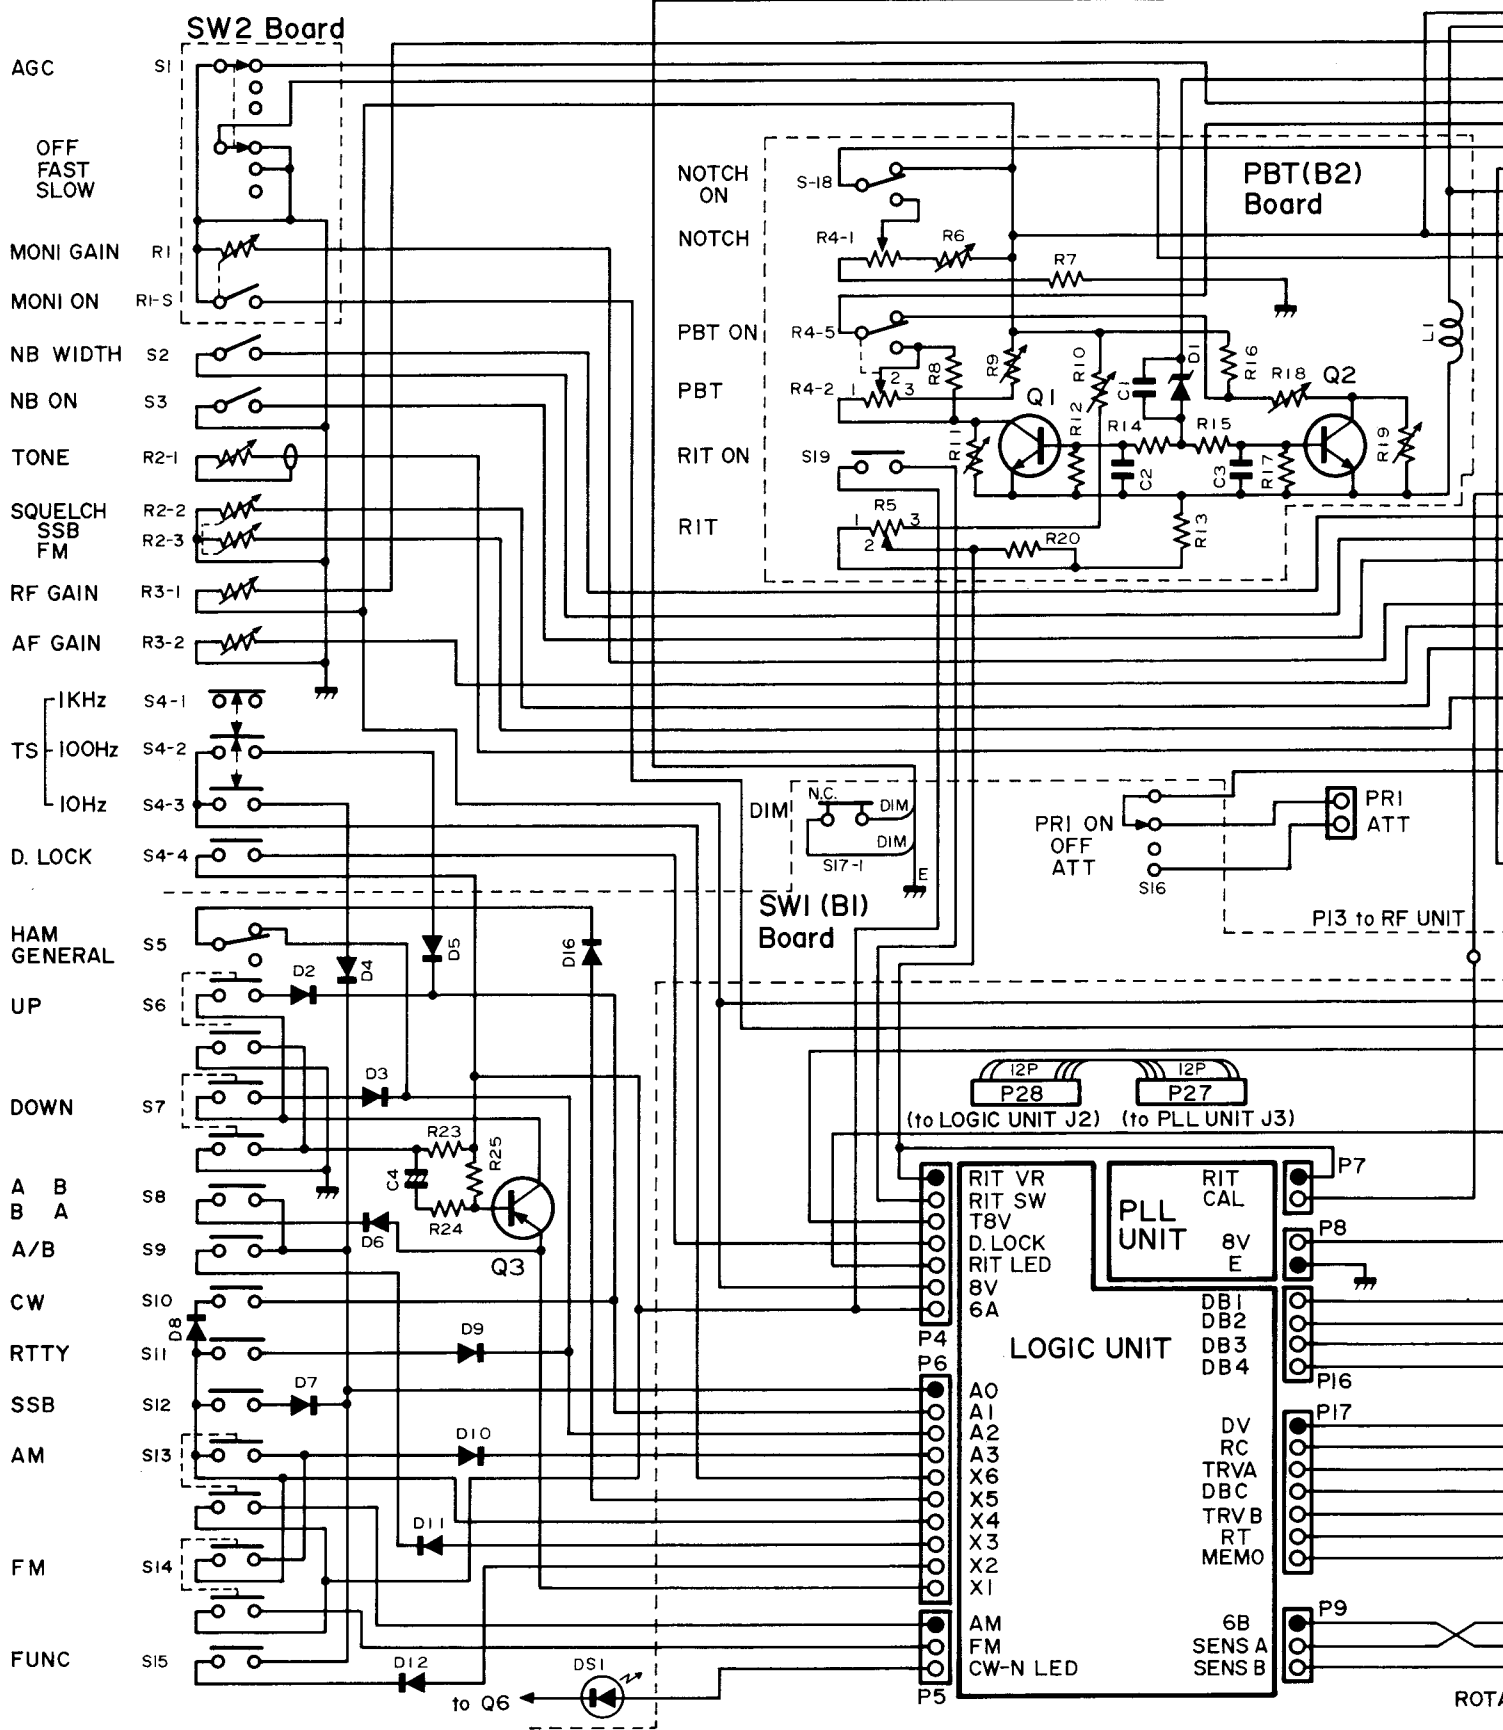 SW2 Board
AGC S1
OFF
FAST
SLOW
MONI GAIN R1
MONI ON R1-S
NB WIDTH S2
NB ON S3
TONE R2-1
SQUELCH R2-2
SSB
FM R2-3
RF GAIN R3-1
AF GAIN R3-2
1KHz S4-1
TS 100Hz S4-2
10Hz S4-3
D. LOCK S4-4
PBT(B2)
Board
NOTCH
ON
S-18
NOTCH R4-1 R6
R7
PBT ON R4-5
PBT R4-2 1 2 3
R8 R9 R10 C1 D1 R16 R18 Q2 L1
Q1 R11 R12 R14 C2 R15 C3 R17 R19
RIT ON S19
RIT R5 1 2 3
R20 R13
DIM N.C. DIM
DIM
S17-1 E
PRI ON
OFF
ATT
S16
PRI
ATT
P13 to RF UNIT
SW1 (B1)
Board
HAM
GENERAL
S5
D16
D5
D4
UP S6 D2
DOWN S7 D3
R23
R25
C4
R24
Q3
A B
B A
S8
D6
A/B S9
CW S10
D8
RTTY S11 D9
SSB S12 D7
AM S13 D10
D11
FM S14
FUNC S15 D12
to Q6 DS1
12P 12P
P28 P27
(to LOGIC UNIT J2) (to PLL UNIT J3)
RIT VR
RIT SW
T8V
D.LOCK
RIT LED
8V
6A
P4
P6
LOGIC UNIT
A0
A1
A2
A3
X6
X5
X4
X3
X2
X1
AM
FM
CW-N LED
P5
PLL
UNIT
RIT P7
CAL
8V P8
E
DB1
DB2
DB3
DB4
P16
P17
DV
RC
TRVA
DBC
TRVB
RT
MEMO
6B P9
SENS A
SENS B
ROTA